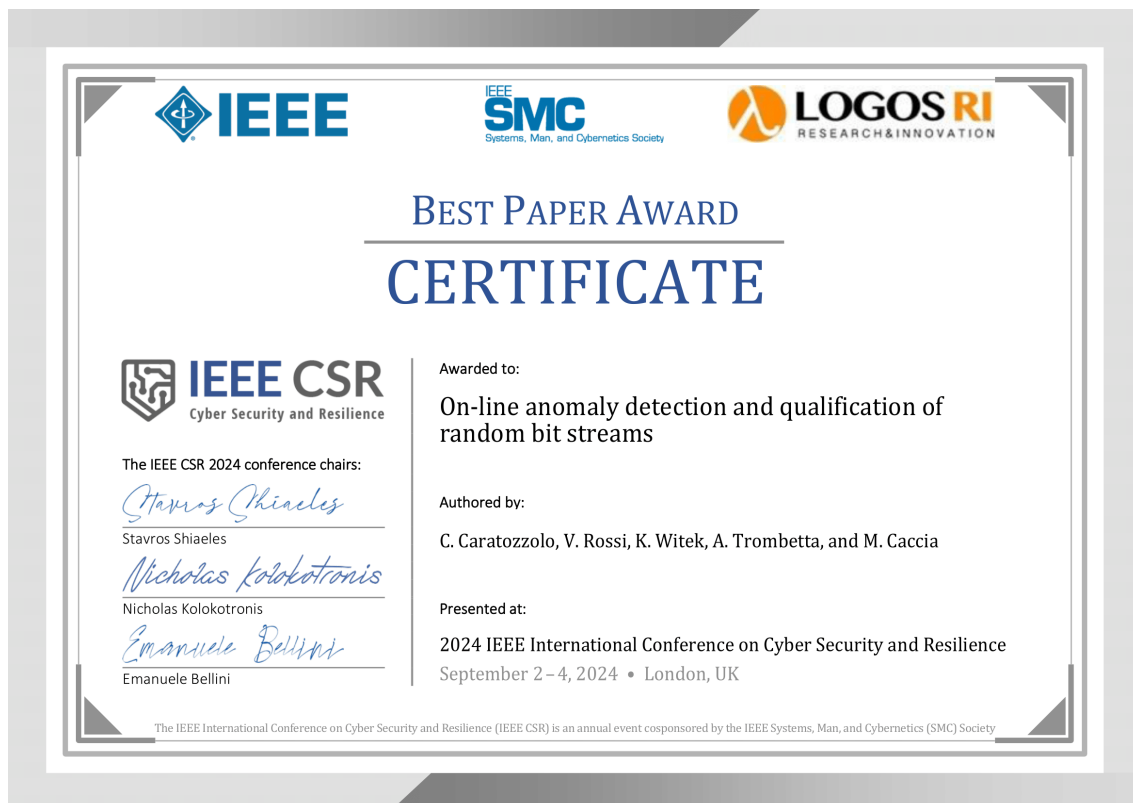 IEEE
IEEE
SMC
Systems, Man, and Cybernetics Society
LOGOS RI
RESEARCH&INNOVATION
BEST PAPER AWARD
CERTIFICATE
IEEE CSR
Cyber Security and Resilience
The IEEE CSR 2024 conference chairs:
Stavros Shiaeles
Stavros Shiaeles
Nicholas Kolokotronis
Nicholas Kolokotronis
Emanuele Bellini
Emanuele Bellini
Awarded to:
On-line anomaly detection and qualification of
random bit streams
Authored by:
C. Caratozzolo, V. Rossi, K. Witek, A. Trombetta, and M. Caccia
Presented at:
2024 IEEE International Conference on Cyber Security and Resilience
September 2–4, 2024 • London, UK
The IEEE International Conference on Cyber Security and Resilience (IEEE CSR) is an annual event cosponsored by the IEEE Systems, Man, and Cybernetics (SMC) Society